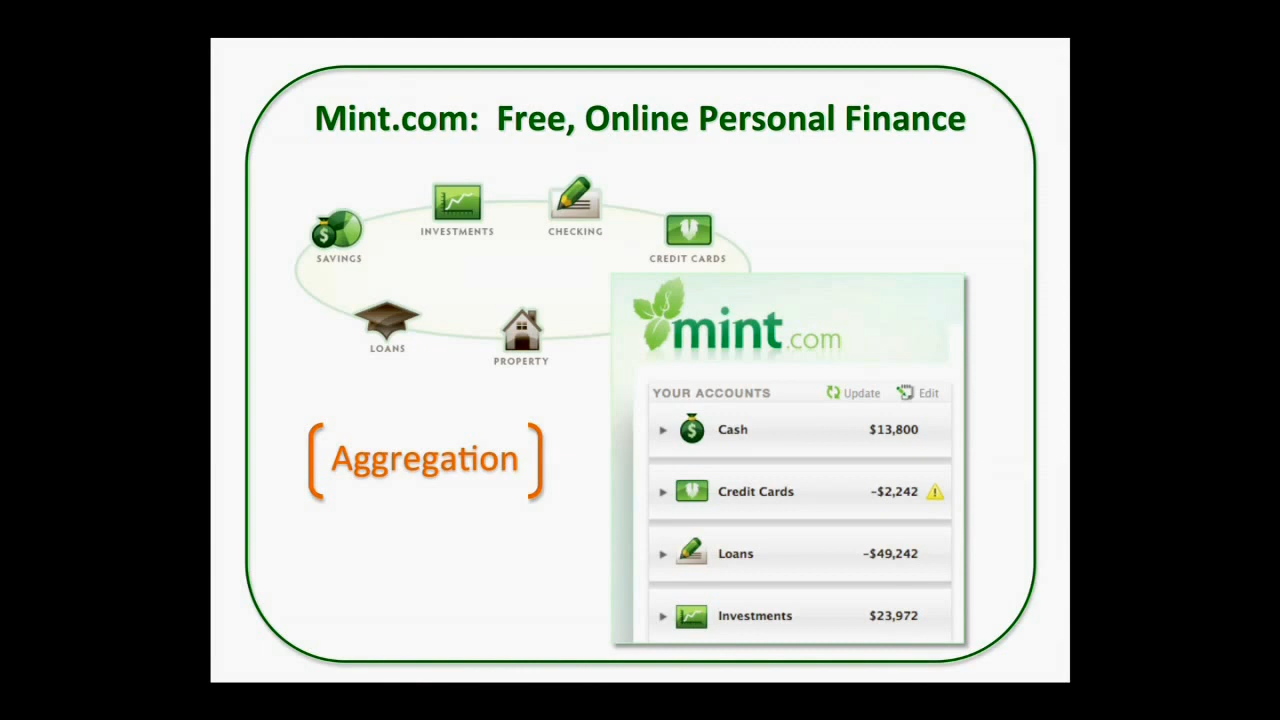 Mint.com: Free, Online Personal Finance
INVESTMENTS
CHECKING
SAVINGS
CREDIT CARDS
LOANS
PROPERTY
Aggregation
mint.com
YOUR ACCOUNTS Update Edit
Cash $13,800
Credit Cards -$2,242
Loans -$49,242
Investments $23,972